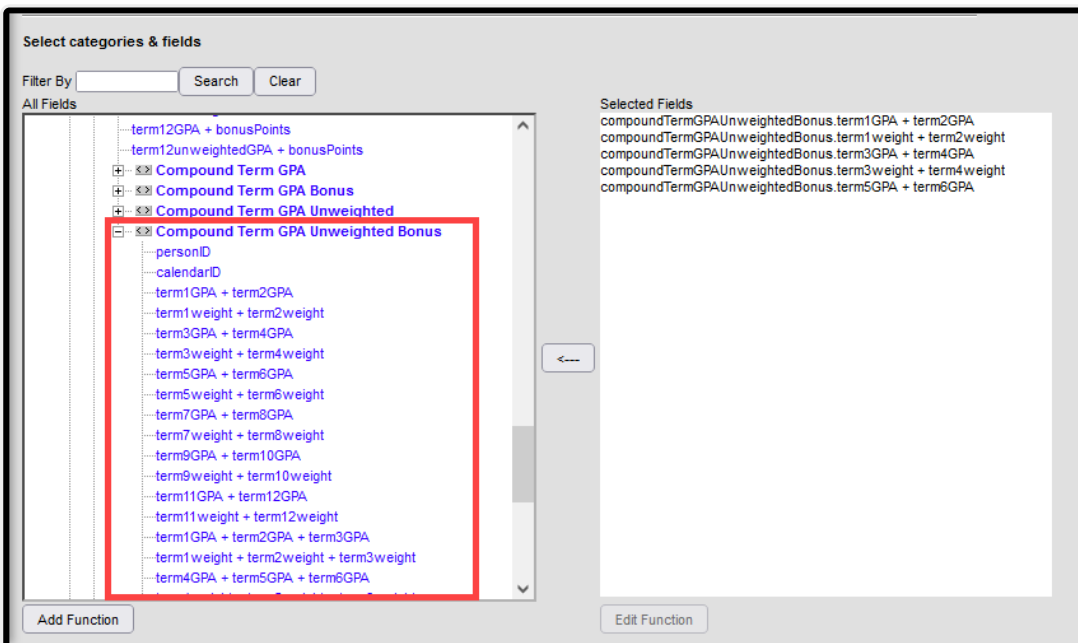 Select categories & fields
Filter By Search Clear
All Fields
term12GPA + bonusPoints
term12unweightedGPA + bonusPoints
Compound Term GPA
Compound Term GPA Bonus
Compound Term GPA Unweighted
Compound Term GPA Unweighted Bonus
personID
calendarID
term1GPA + term2GPA
term1weight + term2weight
term3GPA + term4GPA
term3weight + term4weight
term5GPA + term6GPA
term5weight + term6weight
term7GPA + term8GPA
term7weight + term8weight
term9GPA + term10GPA
term9weight + term10weight
term11GPA + term12GPA
term11weight + term12weight
term1GPA + term2GPA + term3GPA
term1weight + term2weight + term3weight
term4GPA + term5GPA + term6GPA
Add Function
<---
Selected Fields
compoundTermGPAUnweightedBonus.term1GPA + term2GPA
compoundTermGPAUnweightedBonus.term1weight + term2weight
compoundTermGPAUnweightedBonus.term3GPA + term4GPA
compoundTermGPAUnweightedBonus.term3weight + term4weight
compoundTermGPAUnweightedBonus.term5GPA + term6GPA
Edit Function